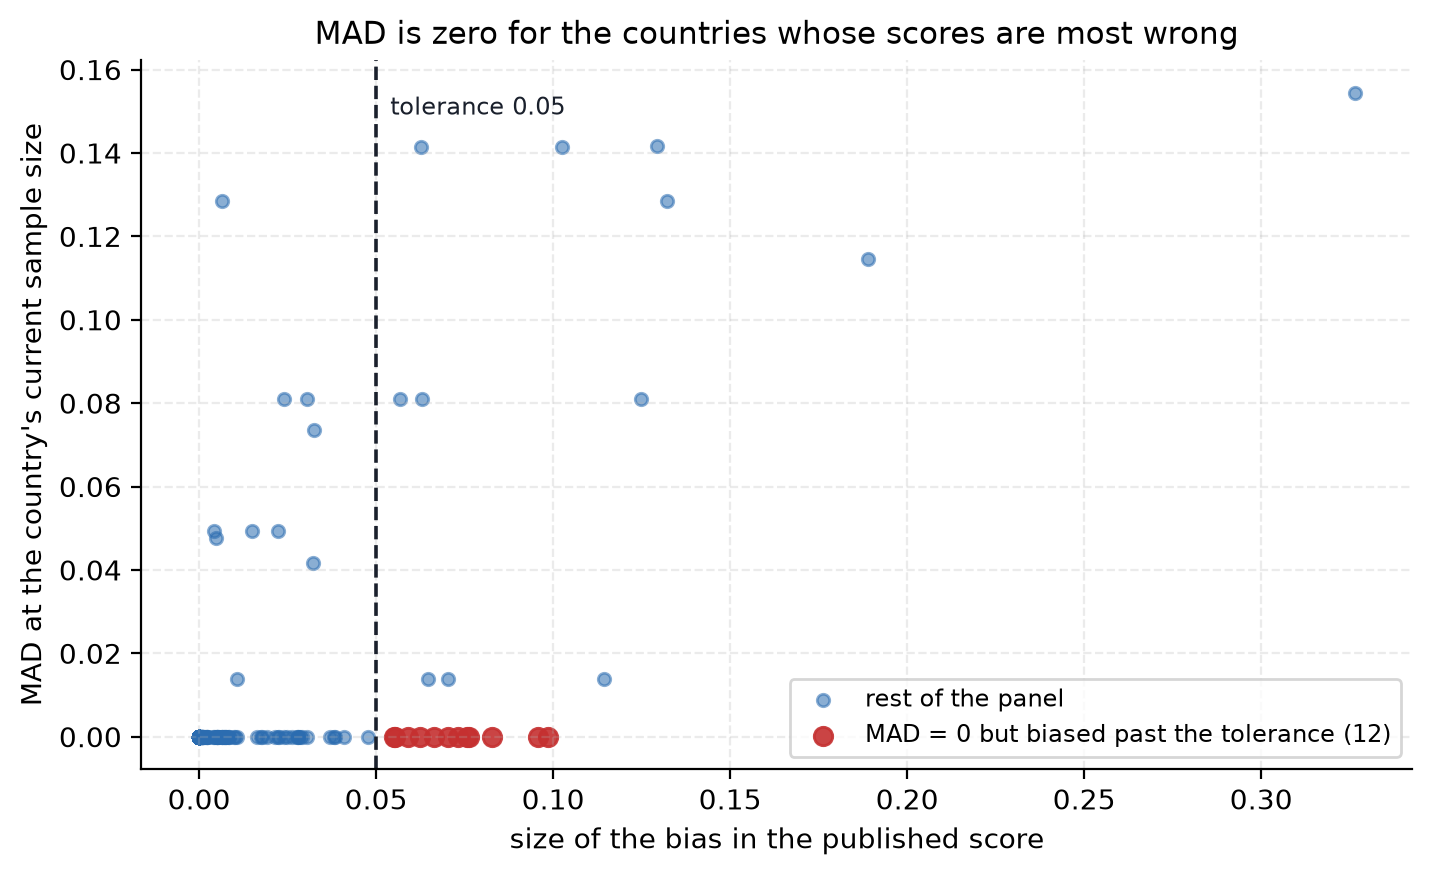 MAD is zero for the countries whose scores are most wrong
0.16
0.14
0.12
0.10
0.08
0.06
0.04
0.02
0.00
MAD at the country's current sample size
tolerance 0.05
rest of the panel
MAD = 0 but biased past the tolerance (12)
0.00
0.05
0.10
0.15
0.20
0.25
0.30
size of the bias in the published score